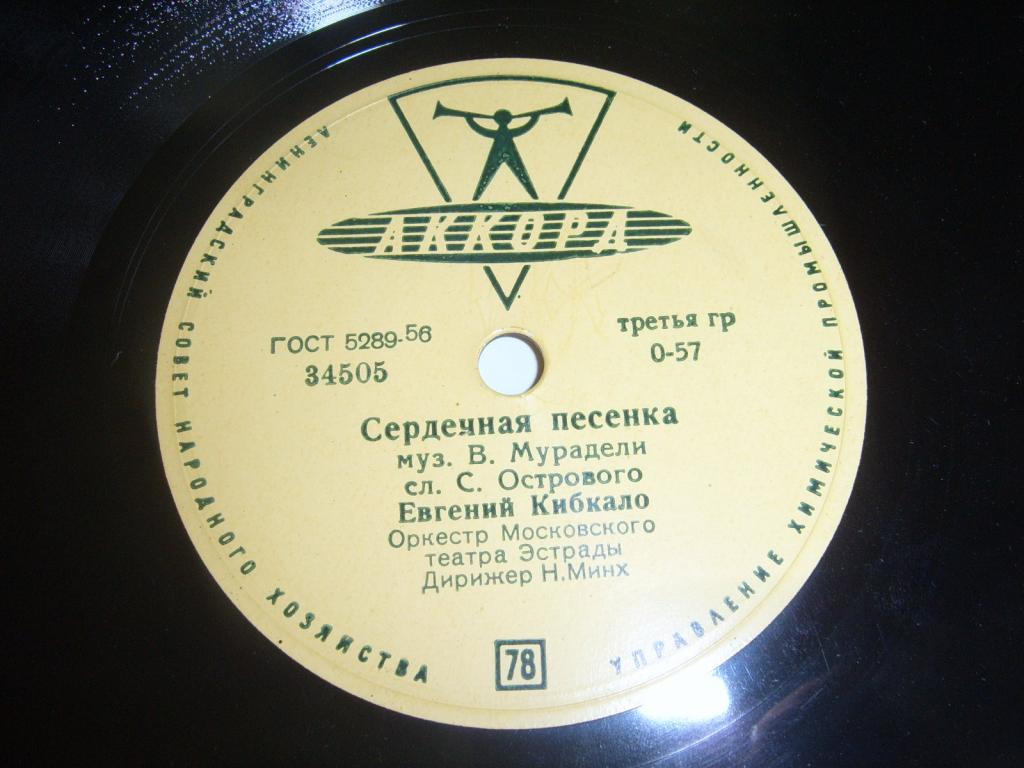 ЛЕНИНГРАДСКИЙ СОВЕТ НАРОДНОГО ХОЗЯЙСТВА
УПРАВЛЕНИЕ ХИМИЧЕСКОЙ ПРОМЫШЛЕННОСТИ
АККОРД
ГОСТ 5289-56
34505
третья гр
0-57
Сердечная песенка
муз. В. Мурадели
сл. С. Острового
Евгений Кибкало
Оркестр Московского
театра Эстрады
Дирижер Н. Минх
78